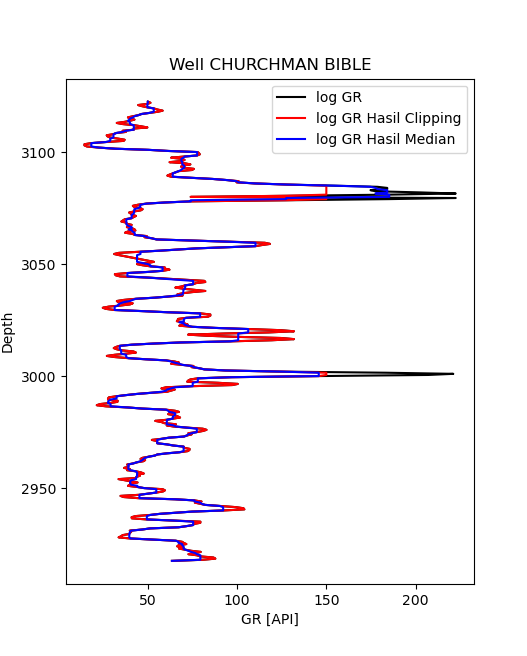 Well CHURCHMAN BIBLE
log GR
log GR Hasil Clipping
log GR Hasil Median
3100
3050
3000
2950
Depth
50 100 150 200
GR [API]